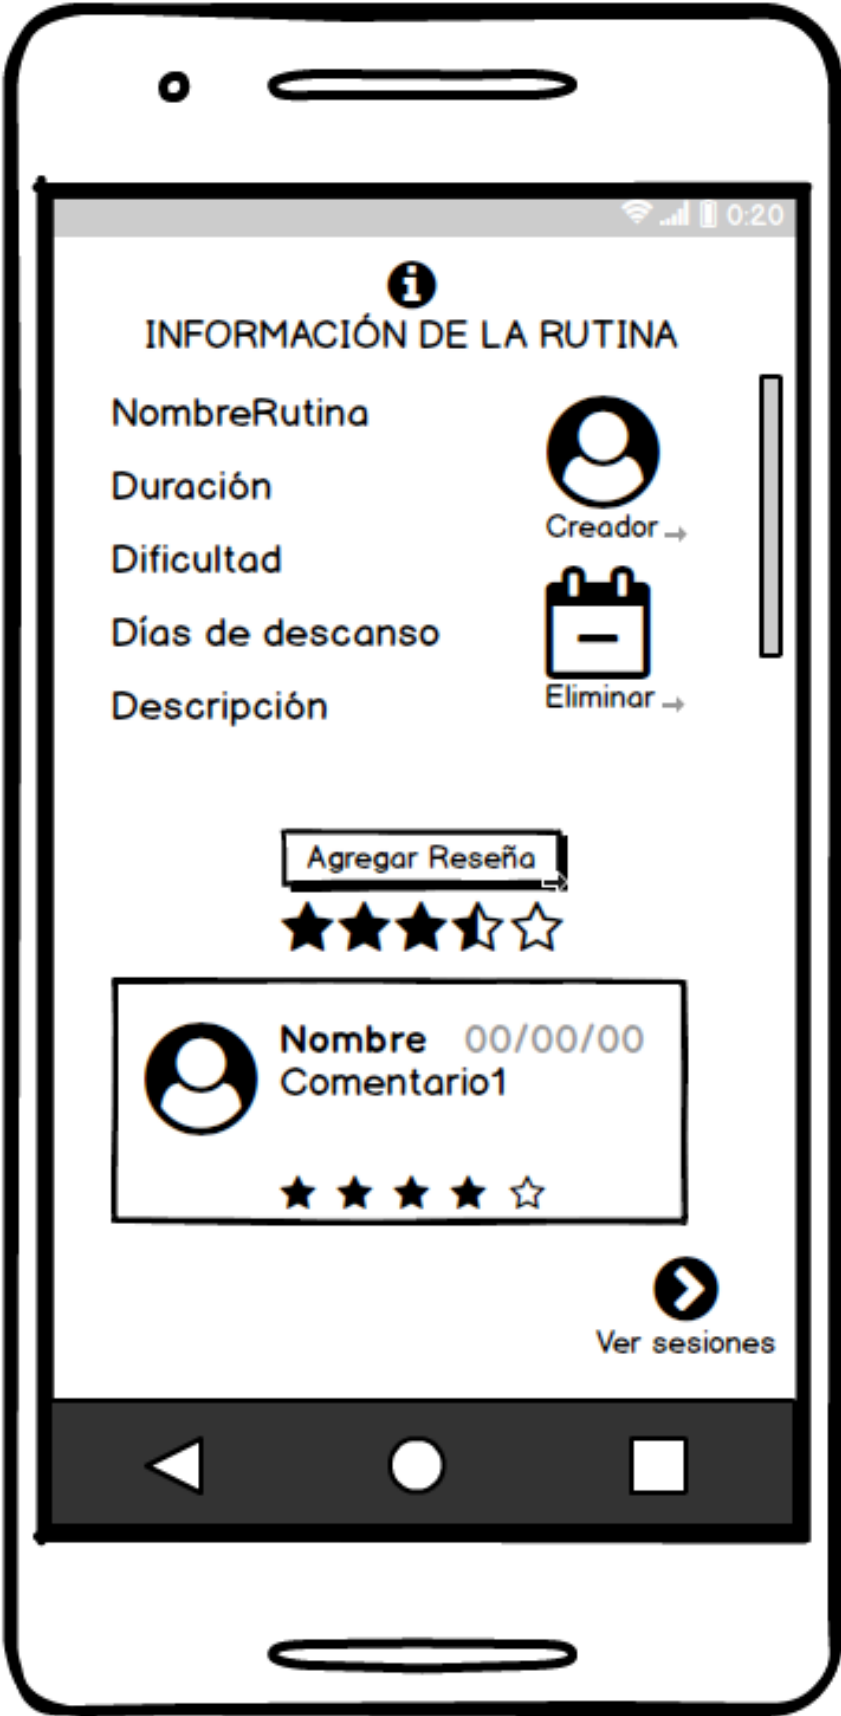 0:20
INFORMACIÓN DE LA RUTINA
NombreRutina
Duración
Creador
Dificultad
Días de descanso
Eliminar
Descripción
Agregar Reseña
Nombre 00/00/00
Comentario1
Ver sesiones